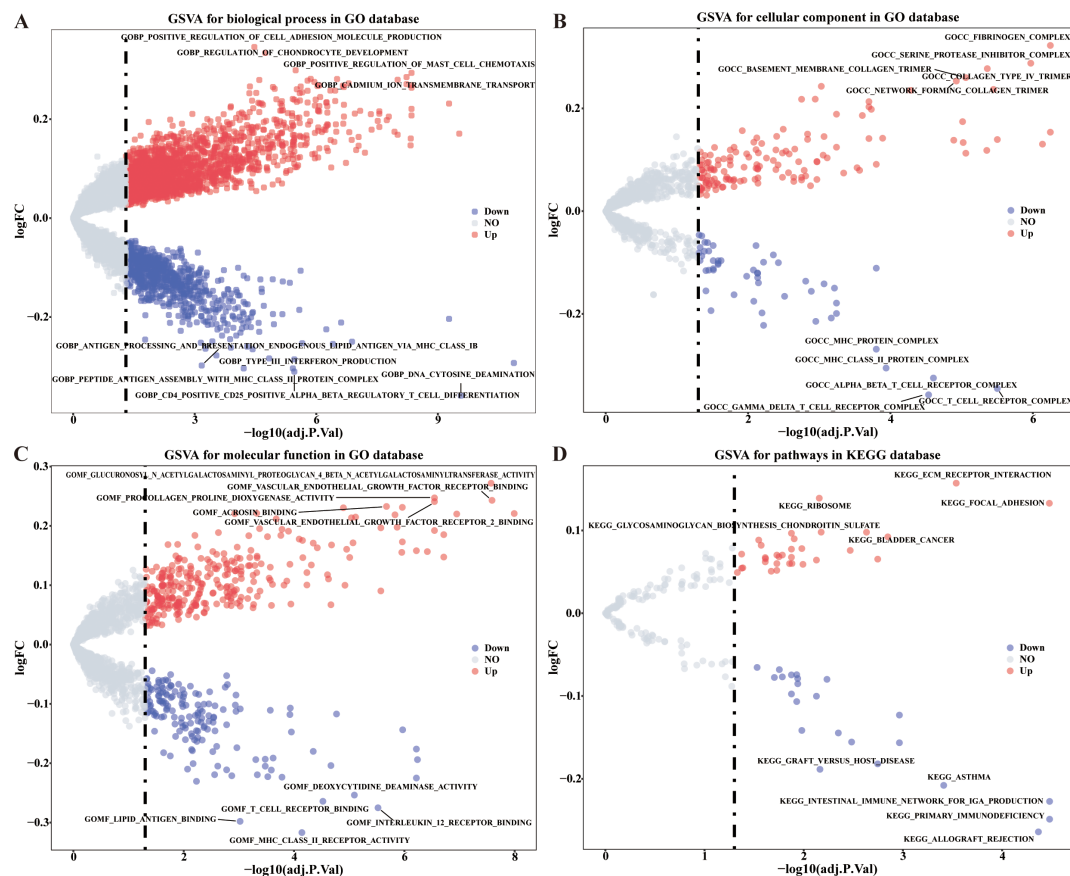 A
GSVA for biological process in GO database
GOBP_POSITIVE_REGULATION_OF_CELL_ADHESION_MOLECULE_PRODUCTION
GOBP_REGULATION_OF_CHONDROCYTE_DEVELOPMENT
GOBP_POSITIVE_REGULATION_OF_MAST_CELL_CHEMOTAXIS
GOBP_CADMIUM_ION_TRANSMEMBRANE_TRANSPORT
0.2
0.0
−0.2
logFC
Down
NO
Up
GOBP_ANTIGEN_PROCESSING_AND_PRESENTATION_ENDOGENOUS_LIPID_ANTIGEN_VIA_MHC_CLASS_IB
GOBP_TYPE_III_INTERFERON_PRODUCTION
GOBP_PEPTIDE_ANTIGEN_ASSEMBLY_WITH_MHC_CLASS_II_PROTEIN_COMPLEX
GOBP_DNA_CYTOSINE_DEAMINATION
GOBP_CD4_POSITIVE_CD25_POSITIVE_ALPHA_BETA_REGULATORY_T_CELL_DIFFERENTIATION
0 3 6 9
−log10(adj.P.Val)
B
GSVA for cellular component in GO database
GOCC_FIBRINOGEN_COMPLEX
GOCC_SERINE_PROTEASE_INHIBITOR_COMPLEX
GOCC_BASEMENT_MEMBRANE_COLLAGEN_TRIMER
GOCC_COLLAGEN_TYPE_IV_TRIMER
GOCC_NETWORK_FORMING_COLLAGEN_TRIMER
0.2
0.0
−0.2
logFC
Down
NO
Up
GOCC_MHC_PROTEIN_COMPLEX
GOCC_MHC_CLASS_II_PROTEIN_COMPLEX
GOCC_ALPHA_BETA_T_CELL_RECEPTOR_COMPLEX
GOCC_GAMMA_DELTA_T_CELL_RECEPTOR_COMPLEX
GOCC_T_CELL_RECEPTOR_COMPLEX
0 2 4 6
−log10(adj.P.Val)
C
GSVA for molecular function in GO database
GOMF_GLUCURONOSYL_N_ACETYLGALACTOSAMINYL_PROTEOGLYCAN_4_BETA_N_ACETYLGALACTOSAMINYLTRANSFERASE_ACTIVITY
GOMF_VASCULAR_ENDOTHELIAL_GROWTH_FACTOR_RECEPTOR_BINDING
GOMF_PROCOLLAGEN_PROLINE_DIOXYGENASE_ACTIVITY
GOMF_ACROSIN_BINDING
GOMF_VASCULAR_ENDOTHELIAL_GROWTH_FACTOR_RECEPTOR_2_BINDING
0.3
0.2
0.1
0.0
−0.1
−0.2
−0.3
logFC
Down
NO
Up
GOMF_DEOXYCYTIDINE_DEAMINASE_ACTIVITY
GOMF_T_CELL_RECEPTOR_BINDING
GOMF_LIPID_ANTIGEN_BINDING
GOMF_INTERLEUKIN_12_RECEPTOR_BINDING
GOMF_MHC_CLASS_II_RECEPTOR_ACTIVITY
0 2 4 6 8
−log10(adj.P.Val)
D
GSVA for pathways in KEGG database
KEGG_ECM_RECEPTOR_INTERACTION
KEGG_RIBOSOME
KEGG_FOCAL_ADHESION
KEGG_GLYCOSAMINOGLYCAN_BIOSYNTHESIS_CHONDROITIN_SULFATE
KEGG_BLADDER_CANCER
0.1
0.0
−0.1
−0.2
logFC
Down
NO
Up
KEGG_GRAFT_VERSUS_HOST_DISEASE
KEGG_ASTHMA
KEGG_INTESTINAL_IMMUNE_NETWORK_FOR_IGA_PRODUCTION
KEGG_PRIMARY_IMMUNODEFICIENCY
KEGG_ALLOGRAFT_REJECTION
0 1 2 3 4
−log10(adj.P.Val)